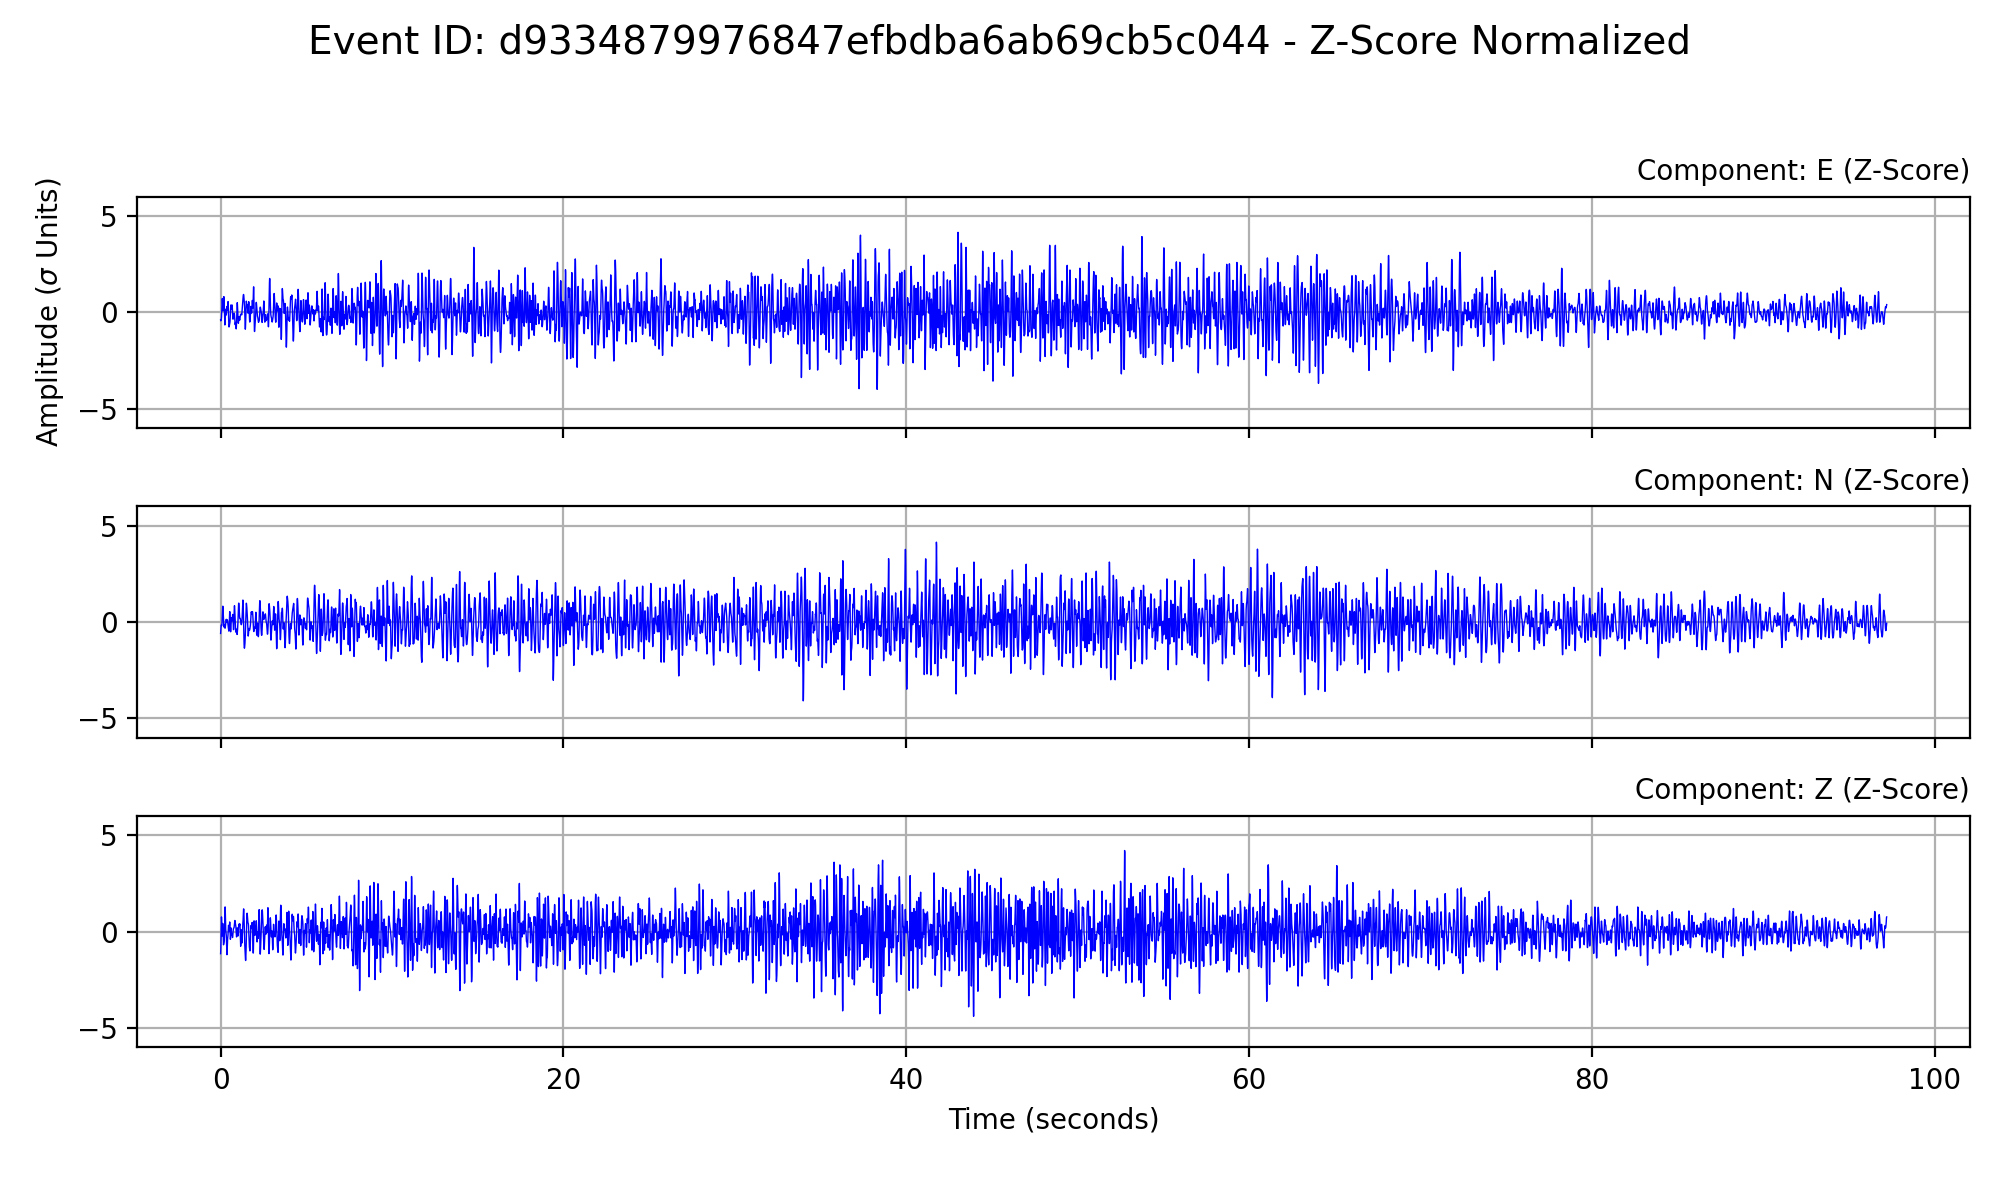 Event ID: d9334879976847efbdba6ab69cb5c044 - Z-Score Normalized
Component: E (Z-Score)
Amplitude (σ Units)
5
0
−5
Component: N (Z-Score)
5
0
−5
Component: Z (Z-Score)
5
0
−5
0 20 40 60 80 100
Time (seconds)